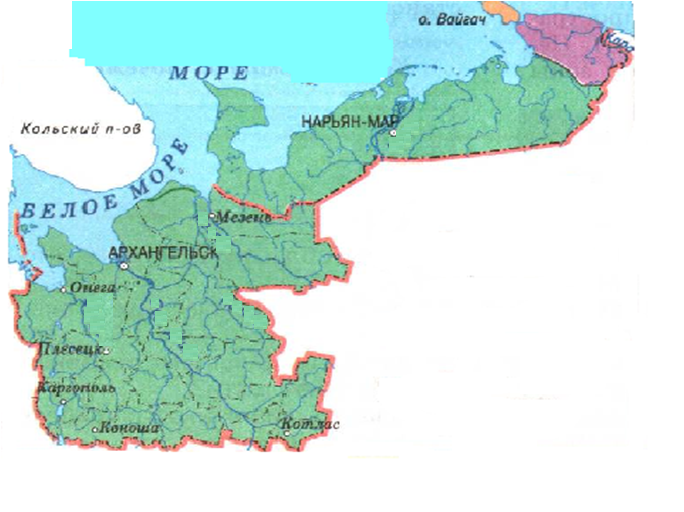 о. Вайгач
МОРЕ
Кольский п-ов
НАРЬЯН-МАР
БЕЛОЕ МОРЕ
Мезень
АРХАНГЕЛЬСК
Онега
Плесецк
Каргополь
Коноша
Котлас